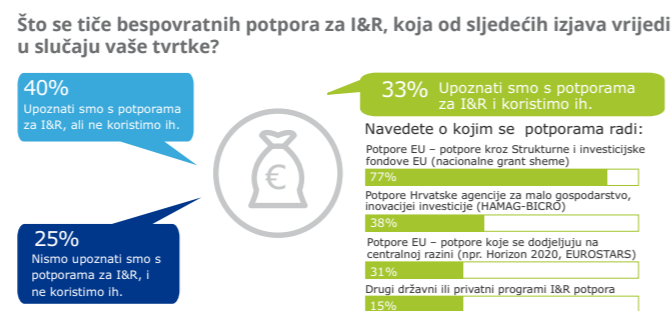 Što se tiče bespovratnih potpora za I&R, koja od sljedećih izjava vrijedi
u slučaju vaše tvrtke?
40%
Upoznati smo s potporama
za I&R, ali ne koristimo ih.
25%
Nismo upoznati smo s
potporama za I&R, i
ne koristimo ih.
€
33% Upoznati smo s potporama
za I&R i koristimo ih.
Navedete o kojim se potporama radi:
Potpore EU – potpore kroz Strukturne i investicijske
fondove EU (nacionalne grant sheme)
77%
Potpore Hrvatske agencije za malo gospodarstvo,
inovacijei investicije (HAMAG-BICRO)
38%
Potpore EU – potpore koje se dodjeljuju na
centralnoj razini (npr. Horizon 2020, EUROSTARS)
31%
Drugi državni ili privatni programi I&R potpora
15%